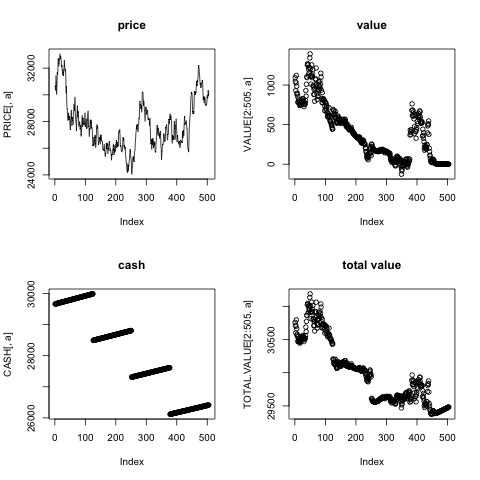 price
PRICE[, a]
24000 28000 32000
0 100 200 300 400 500
Index
value
VALUE[2:505, a]
0 500 1000
0 100 200 300 400 500
Index
cash
CASH[, a]
26000 28000 30000
0 100 200 300 400 500
Index
total value
TOTAL.VALUE[2:505, a]
29500 30500
0 100 200 300 400 500
Index